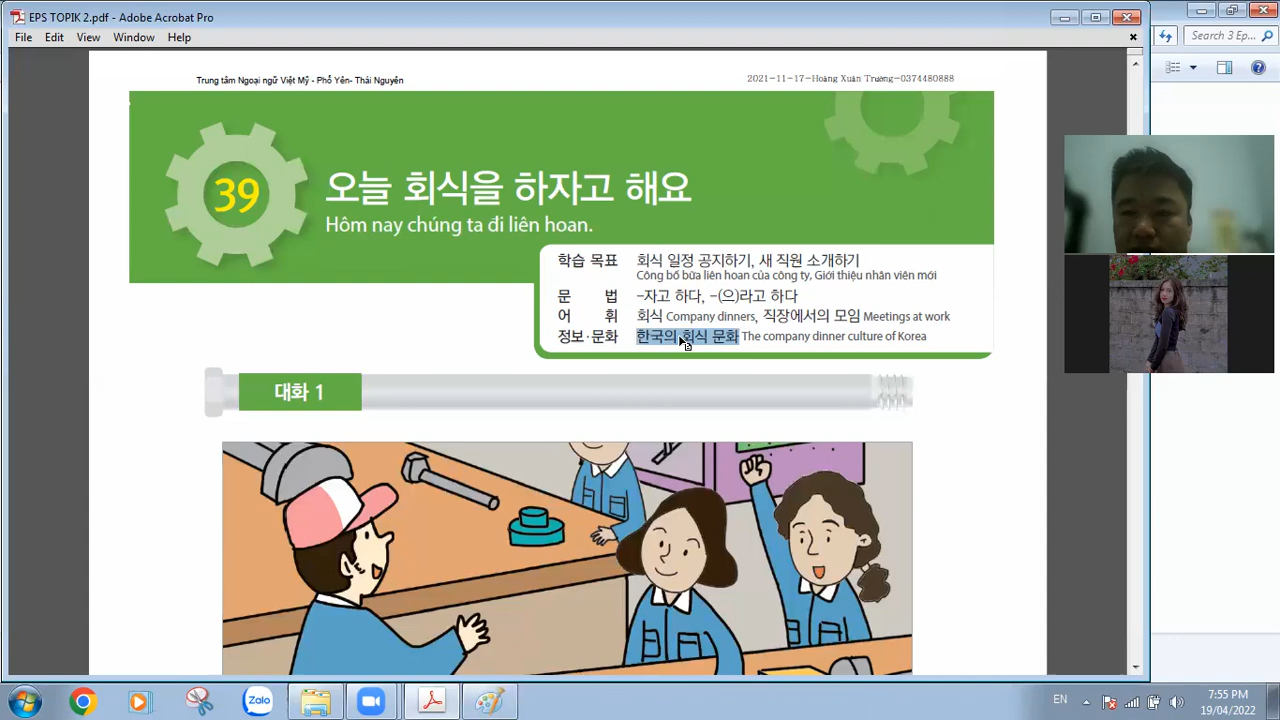 EPS TOPIK 2.pdf - Adobe Acrobat Pro
File Edit View Window Help
Search 3 Ep...
Trung tâm Ngoại ngữ Việt Mỹ - Phổ Yên- Thái Nguyên
2021-11-17-Hoàng Xuân Trường-0374480888
39
오늘 회식을 하자고 해요
Hôm nay chúng ta đi liên hoan.
학습 목표 회식 일정 공지하기, 새 직원 소개하기
Công bố bữa liên hoan của công ty, Giới thiệu nhân viên mới
문 법 -자고 하다, -(으)라고 하다
어 휘 회식 Company dinners, 직장에서의 모임 Meetings at work
정보·문화 한국의 회식 문화 The company dinner culture of Korea
대화 1
Zalo
EN
7:55 PM
19/04/2022